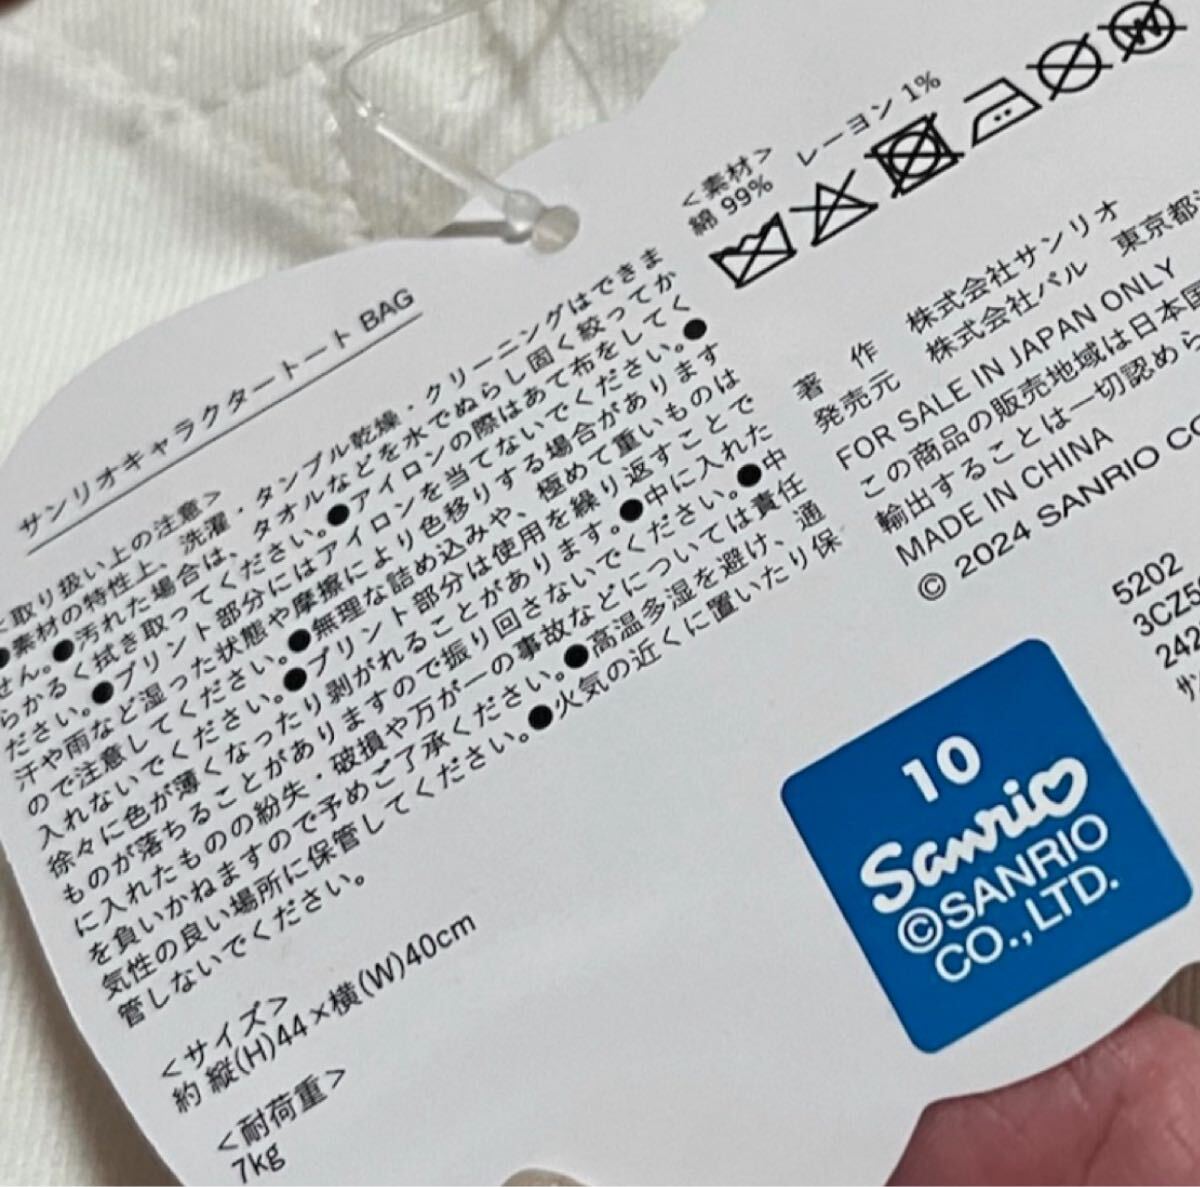 サンリオキャラクタートート BAG
取り扱い上の注意>
●素材の特性上、洗濯・タンブル乾燥・クリーニングはできま
せん。●汚れた場合は、タオルなどを水でぬらし固く絞ってか
らかるく拭き取ってください。●アイロンの際はあて布をしてく
ださい。●プリント部分にはアイロンを当てないでください。●
汗や雨など湿った状態や摩擦により色移りする場合があります
ので注意してください。●無理な詰め込みや、極めて重いものは
入れないでください。●プリント部分は使用を繰り返すことで
徐々に色が薄くなったり剥がれることがあります。●中に入れた
ものが落ちることがありますので振り回さないでください。●中
に入れたものの紛失・破損や万が一の事故などについては責任
を負いかねますので予めご了承ください。●高温多湿を避け、通
気性の良い場所に保管してください。●火気の近くに置いたり保
管しないでください。
<サイズ>
約 縦(H)44×横(W)40cm
<耐荷重>
7kg
<素材>
綿 99% レーヨン 1%
著 作 株式会社サンリオ
発売元 株式会社パル 東京都
FOR SALE IN JAPAN ONLY
この商品の販売地域は日本国
輸出することは一切認めら
MADE IN CHINA
© 2024 SANRIO CO
5202
3CZ5
242
サン
10
Sanrio
©SANRIO
CO., LTD.